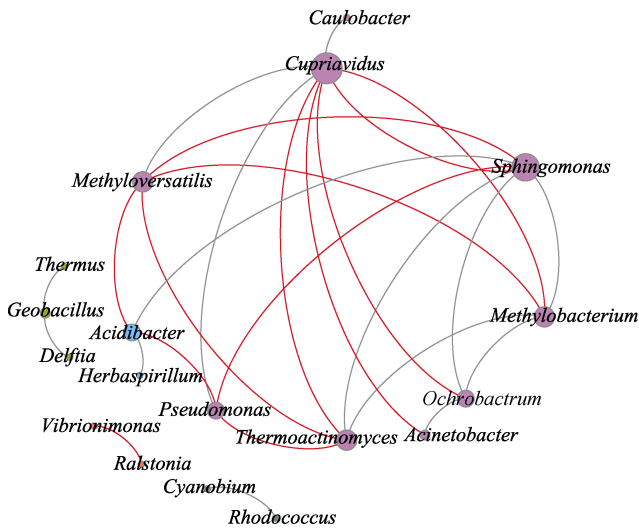 Caulobacter
Cupriavidus
Sphingomonas
Methyloversatilis
Thermus
Geobacillus
Methylobacterium
Acidibacter
Delftia
Herbaspirillum
Ochrobactrum
Pseudomonas
Vibrionimonas
Thermoactinomyces
Acinetobacter
Ralstonia
Cyanobium
Rhodococcus